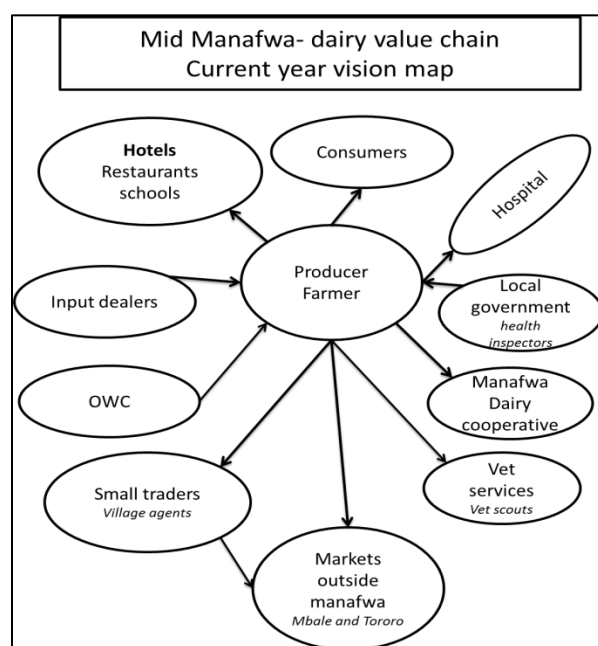 Mid Manafwa- dairy value chain
Current year vision map
Hotels
Restaurants
schools
Consumers
Hospital
Producer
Farmer
Input dealers
Local
government
health
inspectors
OWC
Manafwa
Dairy
cooperative
Small traders
Village agents
Vet
services
Vet scouts
Markets
outside
manafwa
Mbale and Tororo